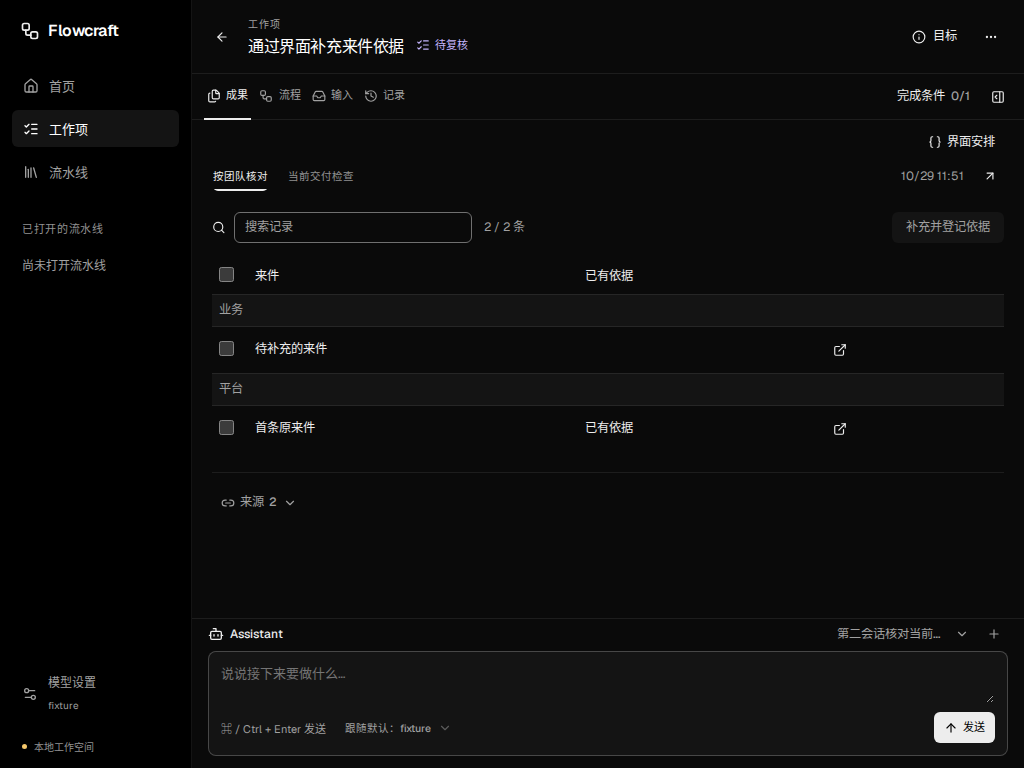 Flowcraft
首页
工作项
流水线
已打开的流水线
尚未打开流水线
模型设置
fixture
本地工作空间
工作项
通过界面补充来件依据 待复核
目标
成果 流程 输入 记录
完成条件 0/1
界面安排
按团队核对 当前交付检查
10/29 11:51
搜索记录 2 / 2 条
补充并登记依据
来件 已有依据
业务
待补充的来件
平台
首条原来件 已有依据
来源 2
Assistant
第二会话核对当前...
说说接下来要做什么...
⌘ / Ctrl + Enter 发送 跟随默认：fixture
发送